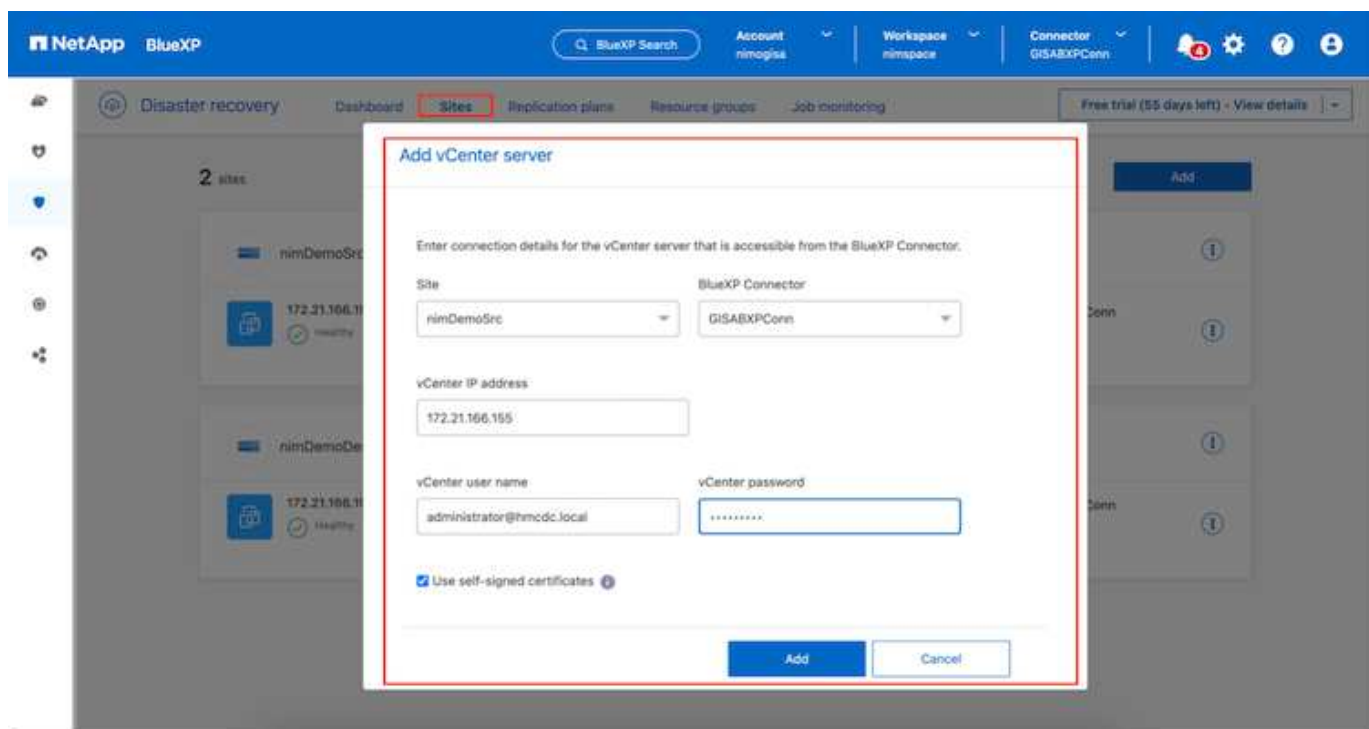 NetApp BlueXP
BlueXP Search
Account
nimogisa
Workspace
nimspace
Connector
GISABXPConn
4
Disaster recovery
Dashboard
Sites
Replication plans
Resource groups
Job monitoring
Free trial (55 days left) - View details
Add vCenter server
2 sites
Add
Enter connection details for the vCenter server that is accessible from the BlueXP Connector.
nimDemoSrc
Site
BlueXP Connector
nimDemoSrc
GISABXPConn
172.21.166.1
Healthy
Conn
vCenter IP address
172.21.166.155
nimDemoDe
vCenter user name
vCenter password
administrator@hmcdc.local
172.21.166.1
Healthy
Conn
Use self-signed certificates
Add
Cancel